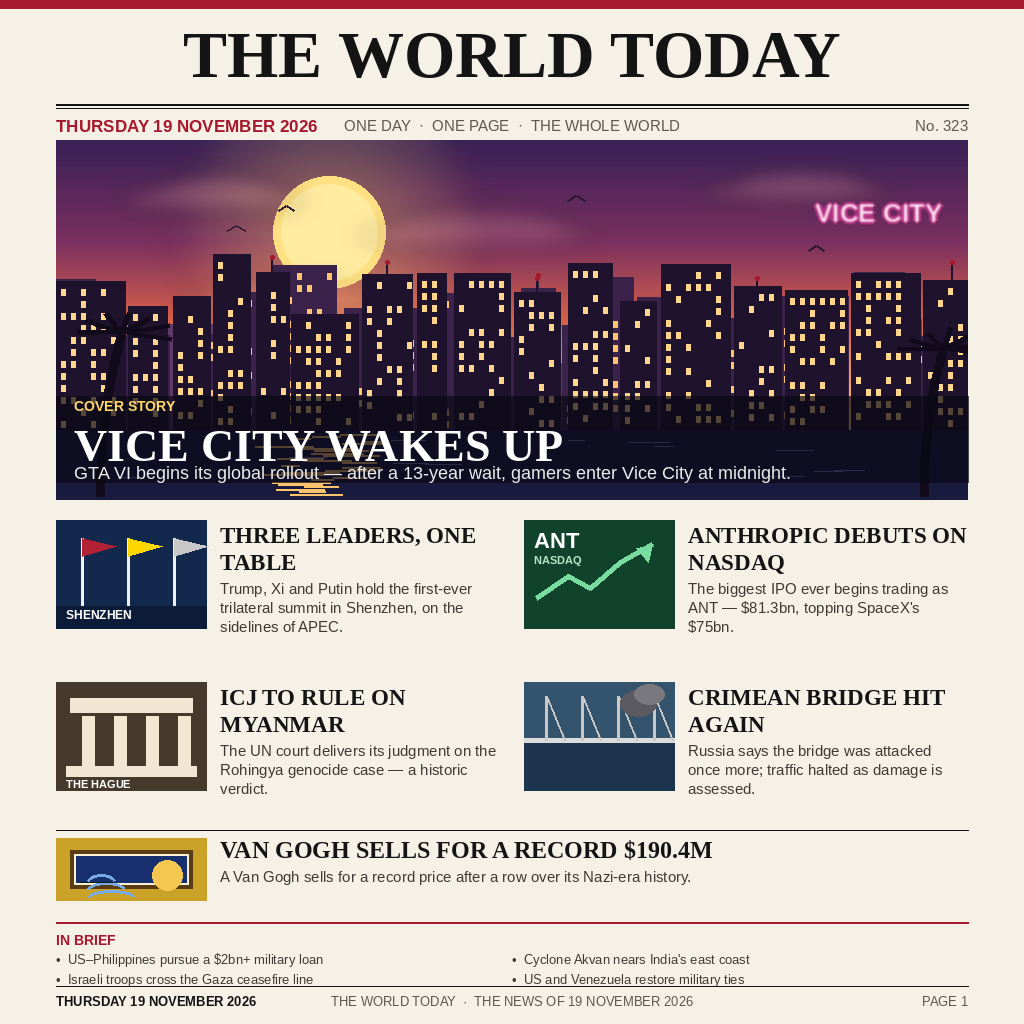 THE WORLD TODAY
THURSDAY 19 NOVEMBER 2026 ONE DAY · ONE PAGE · THE WHOLE WORLD No. 323
VICE CITY
COVER STORY
VICE CITY WAKES UP
GTA VI begins its global rollout — after a 13-year wait, gamers enter Vice City at midnight.
SHENZHEN
THREE LEADERS, ONE
TABLE
Trump, Xi and Putin hold the first-ever
trilateral summit in Shenzhen, on the
sidelines of APEC.
ANT
NASDAQ
ANTHROPIC DEBUTS ON
NASDAQ
The biggest IPO ever begins trading as
ANT — $81.3bn, topping SpaceX's
$75bn.
THE HAGUE
ICJ TO RULE ON
MYANMAR
The UN court delivers its judgment on the
Rohingya genocide case — a historic
verdict.
CRIMEAN BRIDGE HIT
AGAIN
Russia says the bridge was attacked
once more; traffic halted as damage is
assessed.
VAN GOGH SELLS FOR A RECORD $190.4M
A Van Gogh sells for a record price after a row over its Nazi-era history.
IN BRIEF
• US–Philippines pursue a $2bn+ military loan
• Israeli troops cross the Gaza ceasefire line
• Cyclone Akvan nears India's east coast
• US and Venezuela restore military ties
THURSDAY 19 NOVEMBER 2026 THE WORLD TODAY · THE NEWS OF 19 NOVEMBER 2026 PAGE 1